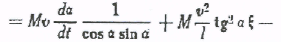 = Mv da/dt 1/(cos a sin a) + M v²/l tg³ a ξ —